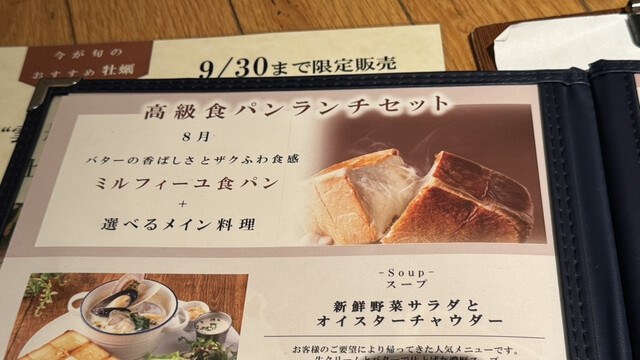 今が旬の
おすすめ牡蠣
9/30まで限定販売
高級食パンランチセット
8月
バターの香ばしさとザクふわ食感
ミルフィーユ食パン
+
選べるメイン料理
-Soup-
スープ
新鮮野菜サラダと
オイスターチャウダー
お客様のご要望により帰ってきた人気メニューです。